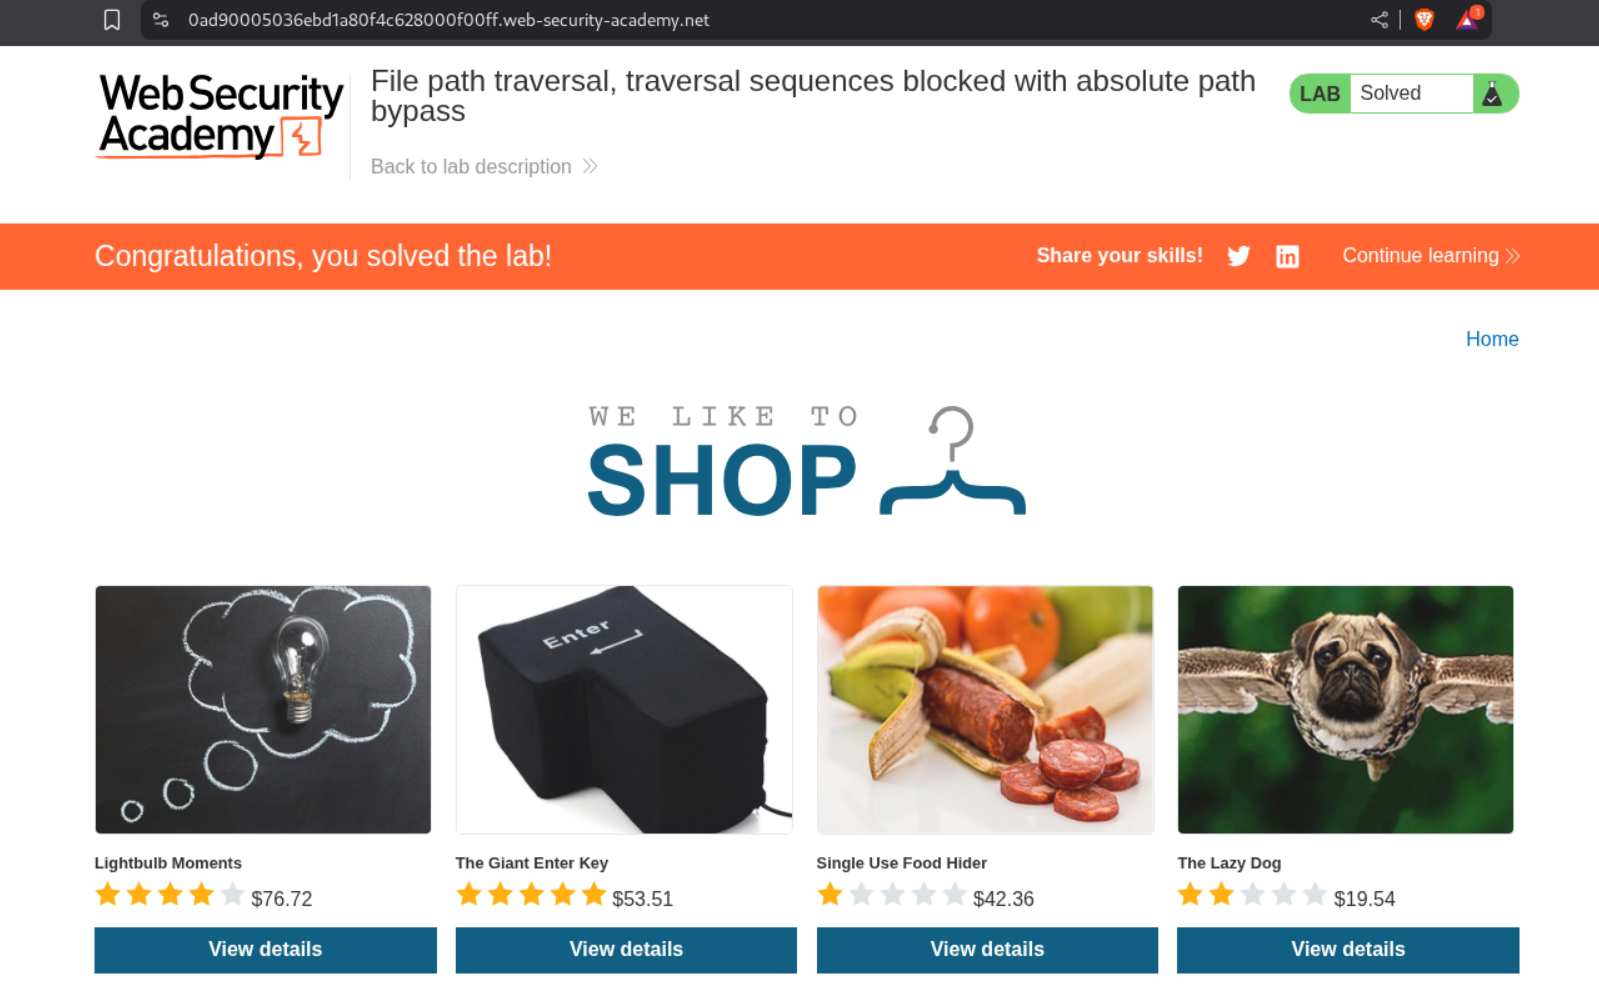 0ad90005036ebd1a80f4c628000f00ff.web-security-academy.net
1
Web Security
Academy
File path traversal, traversal sequences blocked with absolute path
bypass
Back to lab description
LAB Solved
Congratulations, you solved the lab!
Share your skills!
Continue learning
Home
WE LIKE TO
SHOP
Enter
Lightbulb Moments
$76.72
View details
The Giant Enter Key
$53.51
View details
Single Use Food Hider
$42.36
View details
The Lazy Dog
$19.54
View details